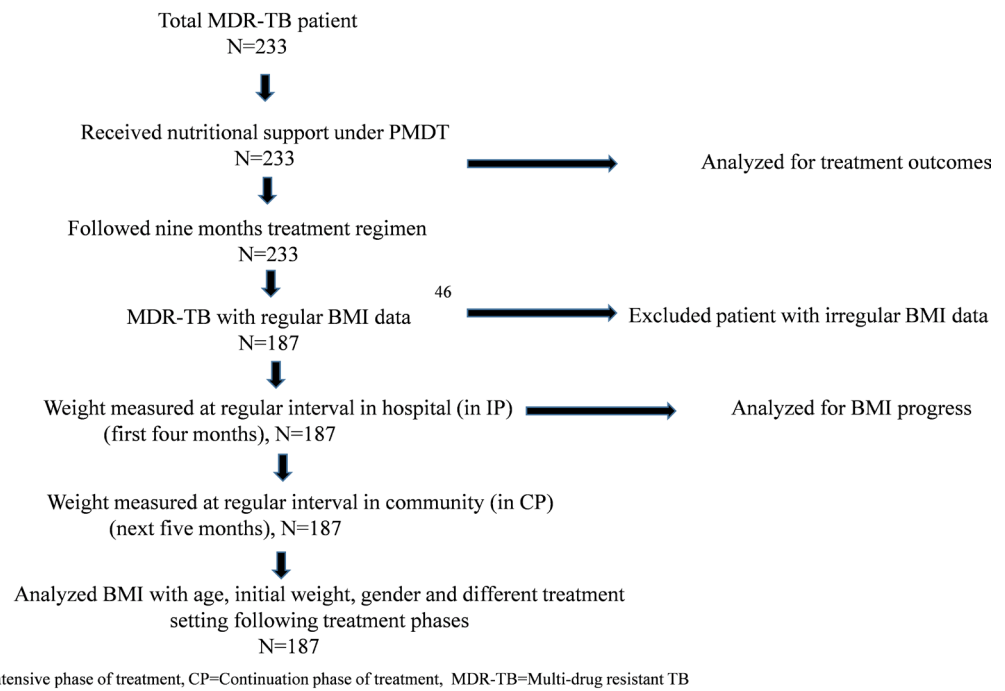 Total MDR-TB patient
N=233
Received nutritional support under PMDT
N=233
Analyzed for treatment outcomes
Followed nine months treatment regimen
N=233
46
MDR-TB with regular BMI data
N=187
Excluded patient with irregular BMI data
Weight measured at regular interval in hospital (in IP)
(first four months), N=187
Analyzed for BMI progress
Weight measured at regular interval in community (in CP)
(next five months), N=187
Analyzed BMI with age, initial weight, gender and different treatment
setting following treatment phases
N=187
phase of treatment, CP=Continuation phase of treatment, MDR-TB=Multi-drug resistant TB